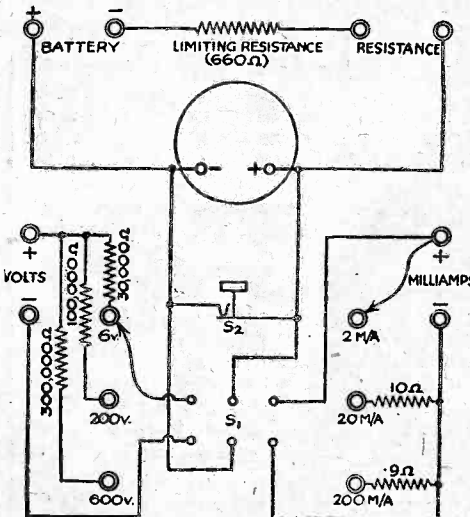 + −
BATTERY
LIMITING RESISTANCE
(660Ω)
RESISTANCE
− +
+
VOLTS
−
300,000Ω
100,000Ω
30,000Ω
6v.
200v.
600v.
S2
S1
+
MILLIAMPS
−
2 M/A
10Ω
20 M/A
.9Ω
200 M/A